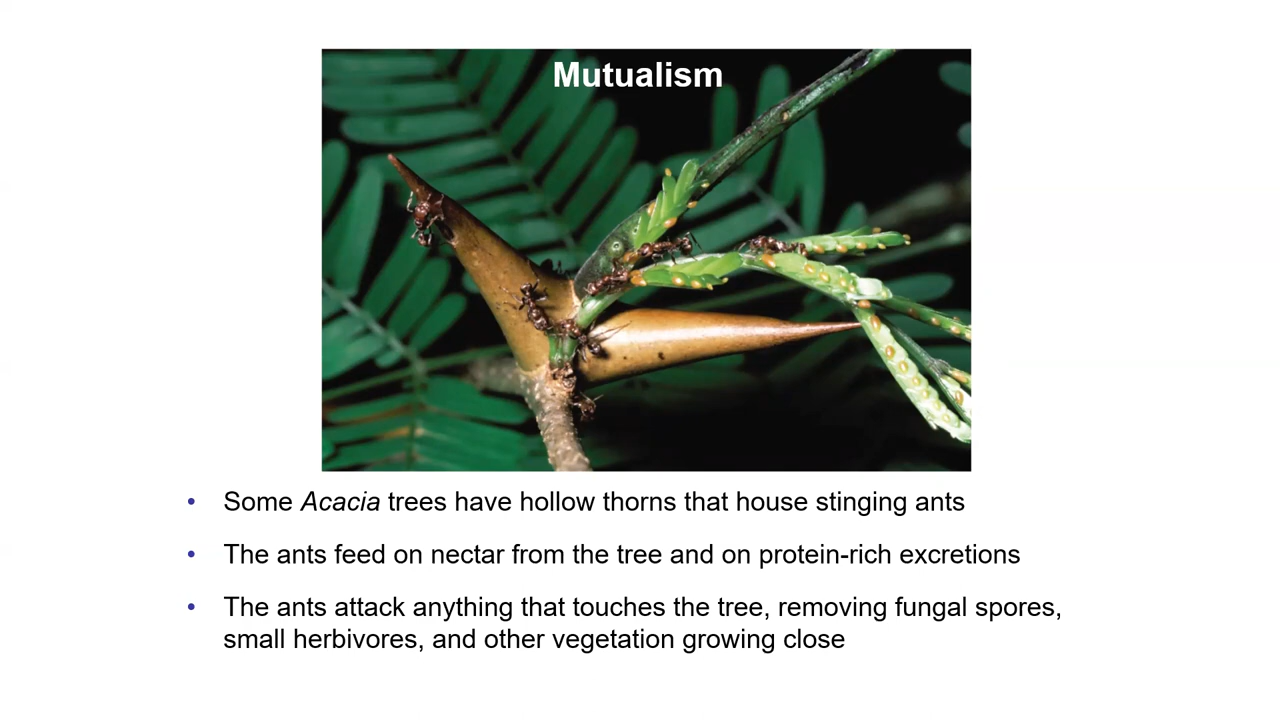 Mutualism
• Some Acacia trees have hollow thorns that house stinging ants
• The ants feed on nectar from the tree and on protein-rich excretions
• The ants attack anything that touches the tree, removing fungal spores,
small herbivores, and other vegetation growing close